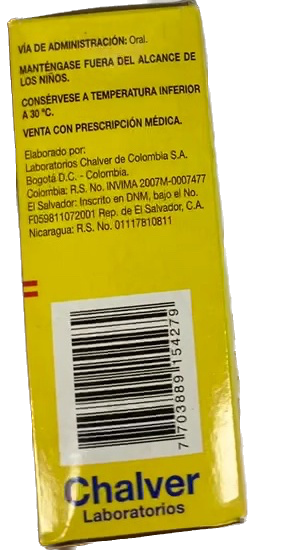 VÍA DE ADMINISTRACIÓN: Oral.
MANTÉNGASE FUERA DEL ALCANCE DE
LOS NIÑOS.
CONSÉRVESE A TEMPERATURA INFERIOR
A 30 °C.
VENTA CON PRESCRIPCIÓN MÉDICA.
Elaborado por:
Laboratorios Chalver de Colombia S.A.
Bogotá D.C. - Colombia.
Colombia: R.S. No. INVIMA 2007M-0007477
El Salvador: Inscrito en DNM, bajo el No.
F059811072001 Rep. de El Salvador, C.A.
Nicaragua: R.S. No. 01117810811
7 703889 154279
Chalver
Laboratorios